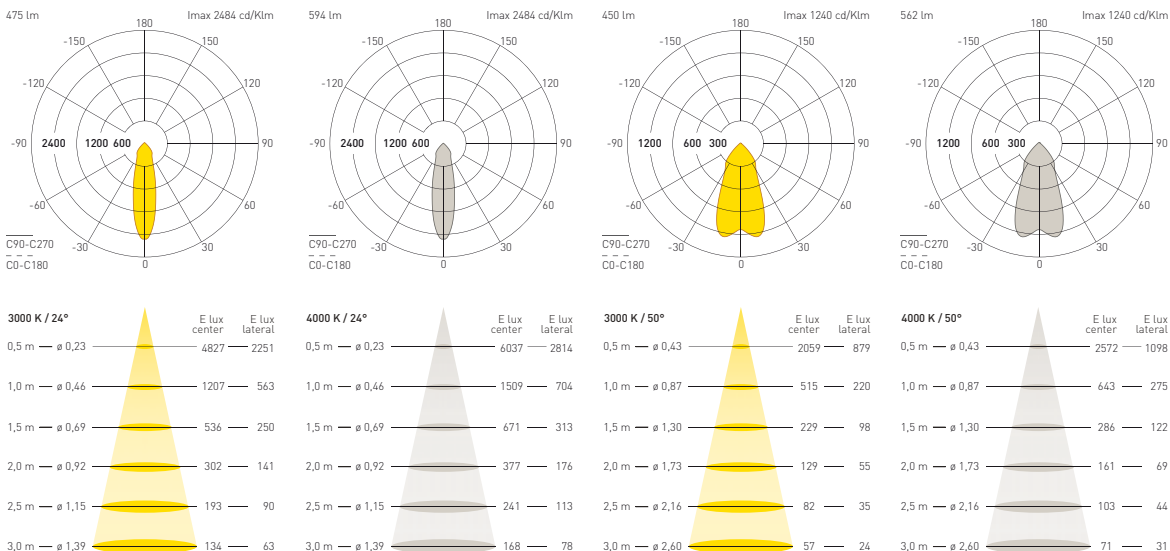 475 lm
Imax 2484 cd/Klm
180
-150
150
-120
120
-90
2400
1200
600
90
-60
60
-30
30
0
C90-C270
C0-C180
594 lm
Imax 2484 cd/Klm
180
-150
150
-120
120
-90
2400
1200
600
90
-60
60
-30
30
0
C90-C270
C0-C180
450 lm
Imax 1240 cd/Klm
180
-150
150
-120
120
-90
1200
600
300
90
-60
60
-30
30
0
C90-C270
C0-C180
562 lm
Imax 1240 cd/Klm
180
-150
150
-120
120
-90
1200
600
300
90
-60
60
-30
30
0
C90-C270
C0-C180
3000 K / 24°
E lux center
E lux lateral
0,5 m ø 0,23 4827 2251
1,0 m ø 0,46 1207 563
1,5 m ø 0,69 536 250
2,0 m ø 0,92 302 141
2,5 m ø 1,15 193 90
3,0 m ø 1,39 134 63
4000 K / 24°
E lux center
E lux lateral
0,5 m ø 0,23 6037 2814
1,0 m ø 0,46 1509 704
1,5 m ø 0,69 671 313
2,0 m ø 0,92 377 176
2,5 m ø 1,15 241 113
3,0 m ø 1,39 168 78
3000 K / 50°
E lux center
E lux lateral
0,5 m ø 0,43 2059 879
1,0 m ø 0,87 515 220
1,5 m ø 1,30 229 98
2,0 m ø 1,73 129 55
2,5 m ø 2,16 82 35
3,0 m ø 2,60 57 24
4000 K / 50°
E lux center
E lux lateral
0,5 m ø 0,43 2572 1098
1,0 m ø 0,87 643 275
1,5 m ø 1,30 286 122
2,0 m ø 1,73 161 69
2,5 m ø 2,16 103 44
3,0 m ø 2,60 71 31